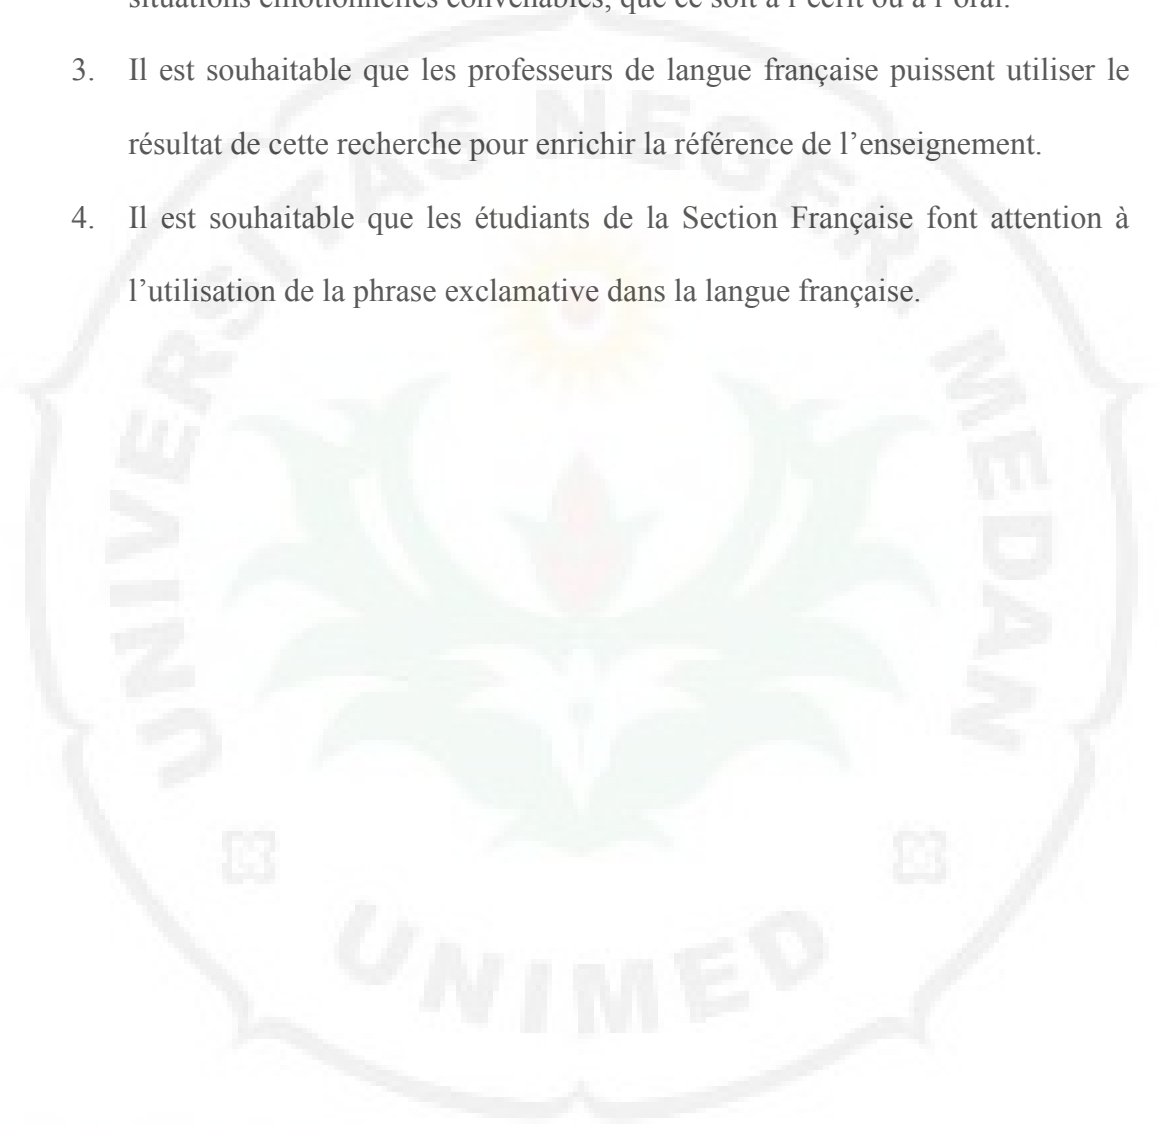 situations émotionnelles convenables, que ce soit à l’écrit ou à l’oral.
3. Il est souhaitable que les professeurs de langue française puissent utiliser le
résultat de cette recherche pour enrichir la référence de l’enseignement.
4. Il est souhaitable que les étudiants de la Section Française font attention à
l’utilisation de la phrase exclamative dans la langue française.
UNIVERSITAS NEGERI MEDAN
UNIMED